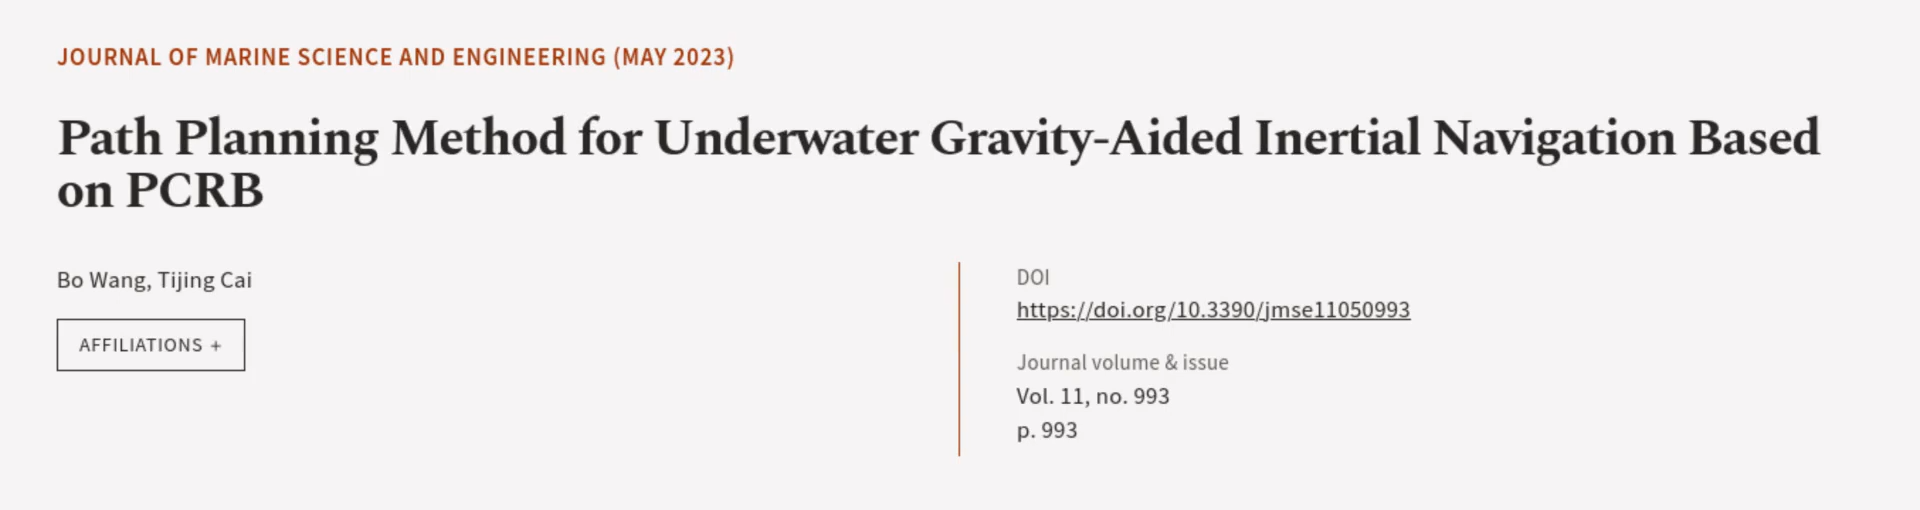 JOURNAL OF MARINE SCIENCE AND ENGINEERING (MAY 2023)
Path Planning Method for Underwater Gravity-Aided Inertial Navigation Based
on PCRB
Bo Wang, Tijing Cai
AFFILIATIONS +
DOI
https://doi.org/10.3390/jmse11050993
Journal volume & issue
Vol. 11, no. 993
p. 993